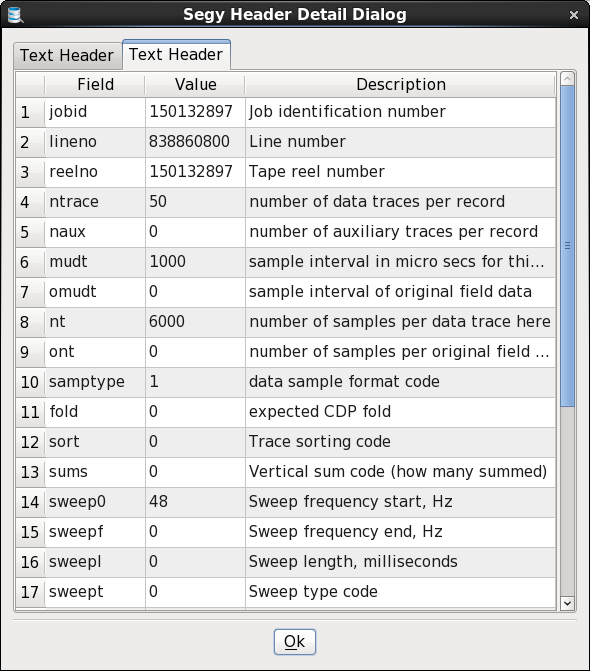 Segy Header Detail Dialog
Text Header Text Header
Field Value Description
1 jobid 150132897 Job identification number
2 lineno 838860800 Line number
3 reelno 150132897 Tape reel number
4 ntrace 50 number of data traces per record
5 naux 0 number of auxiliary traces per record
6 mudt 1000 sample interval in micro secs for thi...
7 omudt 0 sample interval of original field data
8 nt 6000 number of samples per data trace here
9 ont 0 number of samples per original field ...
10 samptype 1 data sample format code
11 fold 0 expected CDP fold
12 sort 0 Trace sorting code
13 sums 0 Vertical sum code (how many summed)
14 sweep0 48 Sweep frequency start, Hz
15 sweepf 0 Sweep frequency end, Hz
16 sweepl 0 Sweep length, milliseconds
17 sweept 0 Sweep type code
Ok